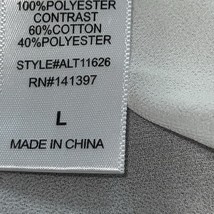 100%POLYESTER
CONTRAST
60%COTTON
40%POLYESTER
STYLE#ALT11626
RN#141397
L
MADE IN CHINA